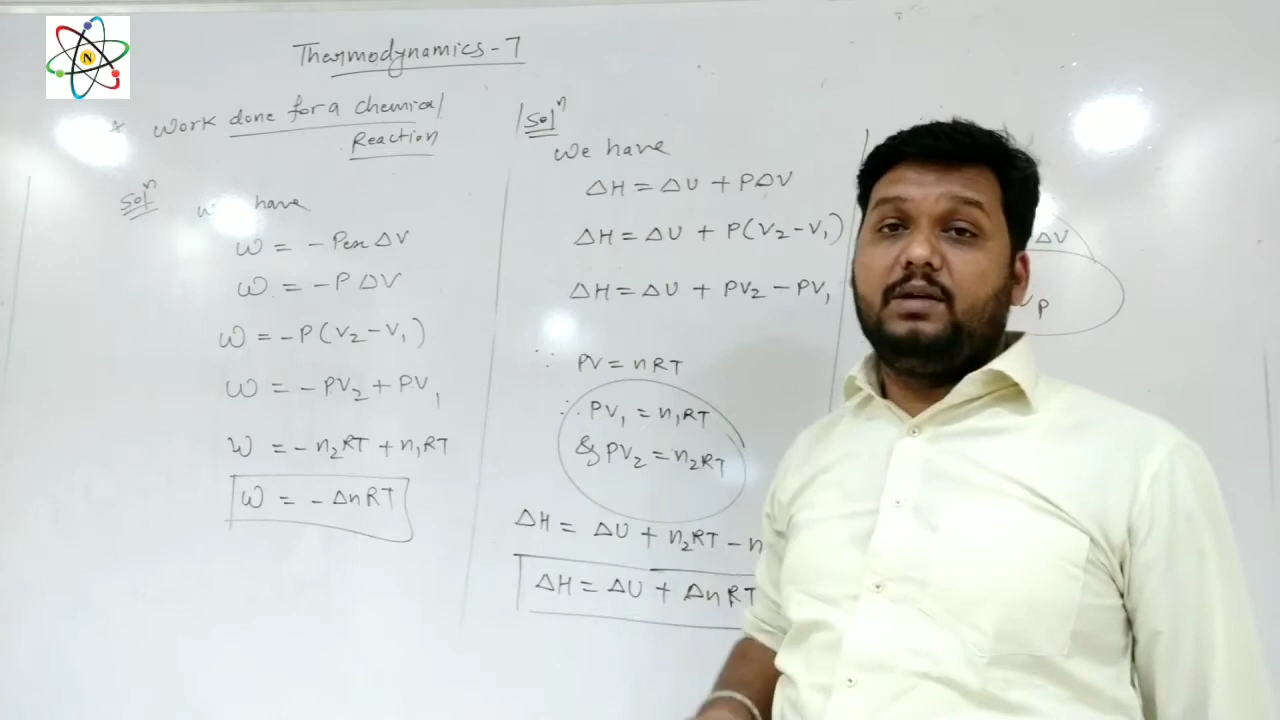 N
Thermodynamics-7
* Work done for a chemical
Reaction
Solⁿ
we have
W = -Pex ΔV
W = -P ΔV
W = -P(V₂-V₁)
W = -PV₂ + PV₁
W = -n₂RT + n₁RT
W = -ΔnRT
Solⁿ
we have
ΔH = ΔU + PΔV
ΔH = ΔU + P(V₂-V₁)
ΔH = ΔU + PV₂ - PV₁
∵ PV = nRT
∴ PV₁ = n₁RT
& PV₂ = n₂RT
ΔH = ΔU + n₂RT - n
ΔH = ΔU + ΔnRT
ΔU
P